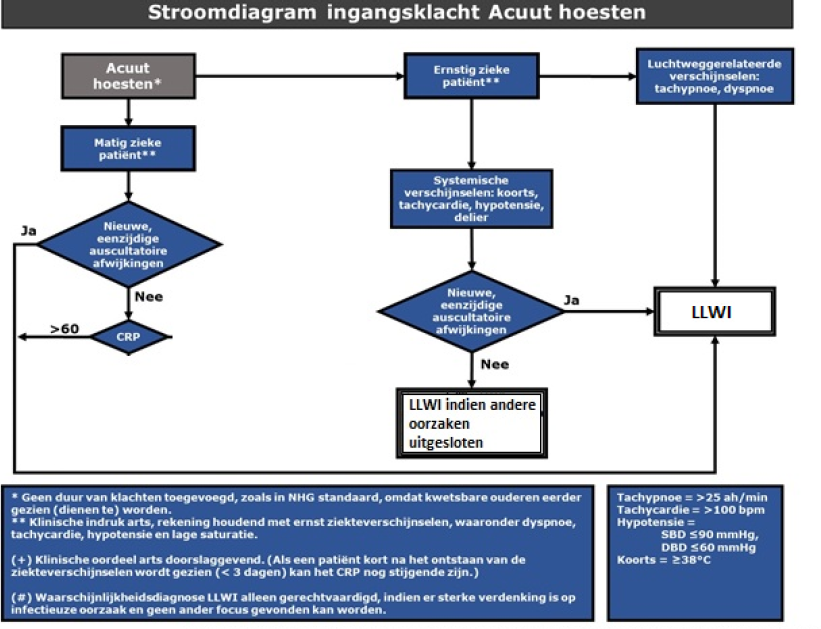 Stroomdiagram ingangsklacht Acuut hoesten
Acuut
hoesten*
Ernstig zieke
patiënt**
Luchtweggerelateerde
verschijnselen:
tachypnoe, dyspnoe
Matig zieke
patiënt**
Systemische
verschijnselen: koorts,
tachycardie, hypotensie,
delier
Ja
Nieuwe,
eenzijdige
auscultatoire
afwijkingen
Nee
>60
CRP
Nieuwe,
eenzijdige
auscultatoire
afwijkingen
Ja
LLWI
Nee
LLWI indien andere
oorzaken
uitgesloten
* Geen duur van klachten toegevoegd, zoals in NHG standaard, omdat kwetsbare ouderen eerder
gezien (dienen te) worden.
** Klinische indruk arts, rekening houdend met ernst ziekteverschijnselen, waaronder dyspnoe,
tachycardie, hypotensie en lage saturatie.
(+) Klinische oordeel arts doorslaggevend. (Als een patiënt kort na het ontstaan van de
ziekteverschijnselen wordt gezien (< 3 dagen) kan het CRP nog stijgende zijn.)
(#) Waarschijnlijkheidsdiagnose LLWI alleen gerechtvaardigd, indien er sterke verdenking is op
infectieuze oorzaak en geen ander focus gevonden kan worden.
Tachypnoe = >25 ah/min
Tachycardie = >100 bpm
Hypotensie =
SBD ≤90 mmHg,
DBD ≤60 mmHg
Koorts = ≥38°C